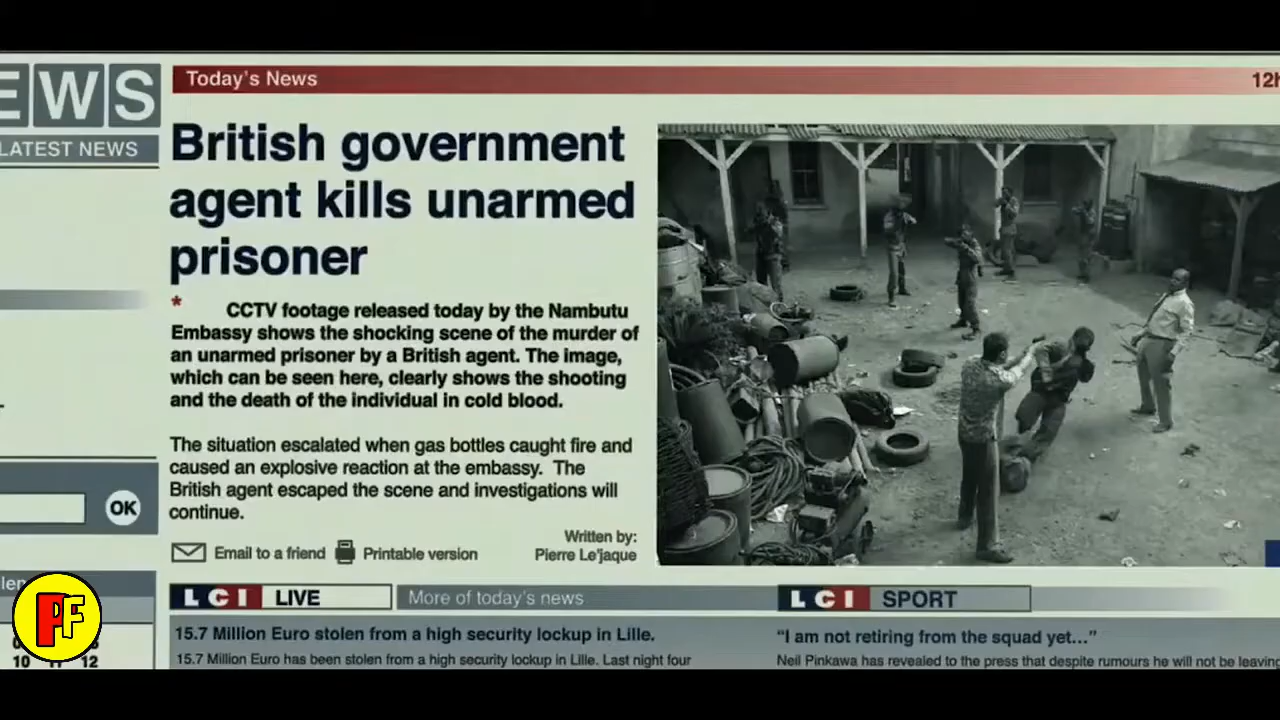 EWS
LATEST NEWS
Today's News
12h
British government
agent kills unarmed
prisoner
* CCTV footage released today by the Nambutu
Embassy shows the shocking scene of the murder of
an unarmed prisoner by a British agent. The image,
which can be seen here, clearly shows the shooting
and the death of the individual in cold blood.
The situation escalated when gas bottles caught fire and
caused an explosive reaction at the embassy. The
British agent escaped the scene and investigations will
continue.
Written by:
Pierre Le'jaque
Email to a friend
Printable version
OK
LCI LIVE
More of today's news
LCI SPORT
15.7 Million Euro stolen from a high security lockup in Lille.
15.7 Million Euro has been stolen from a high security lockup in Lille. Last night four
"I am not retiring from the squad yet..."
Neil Pinkawa has revealed to the press that despite rumours he will not be leaving
PF
10 11 12